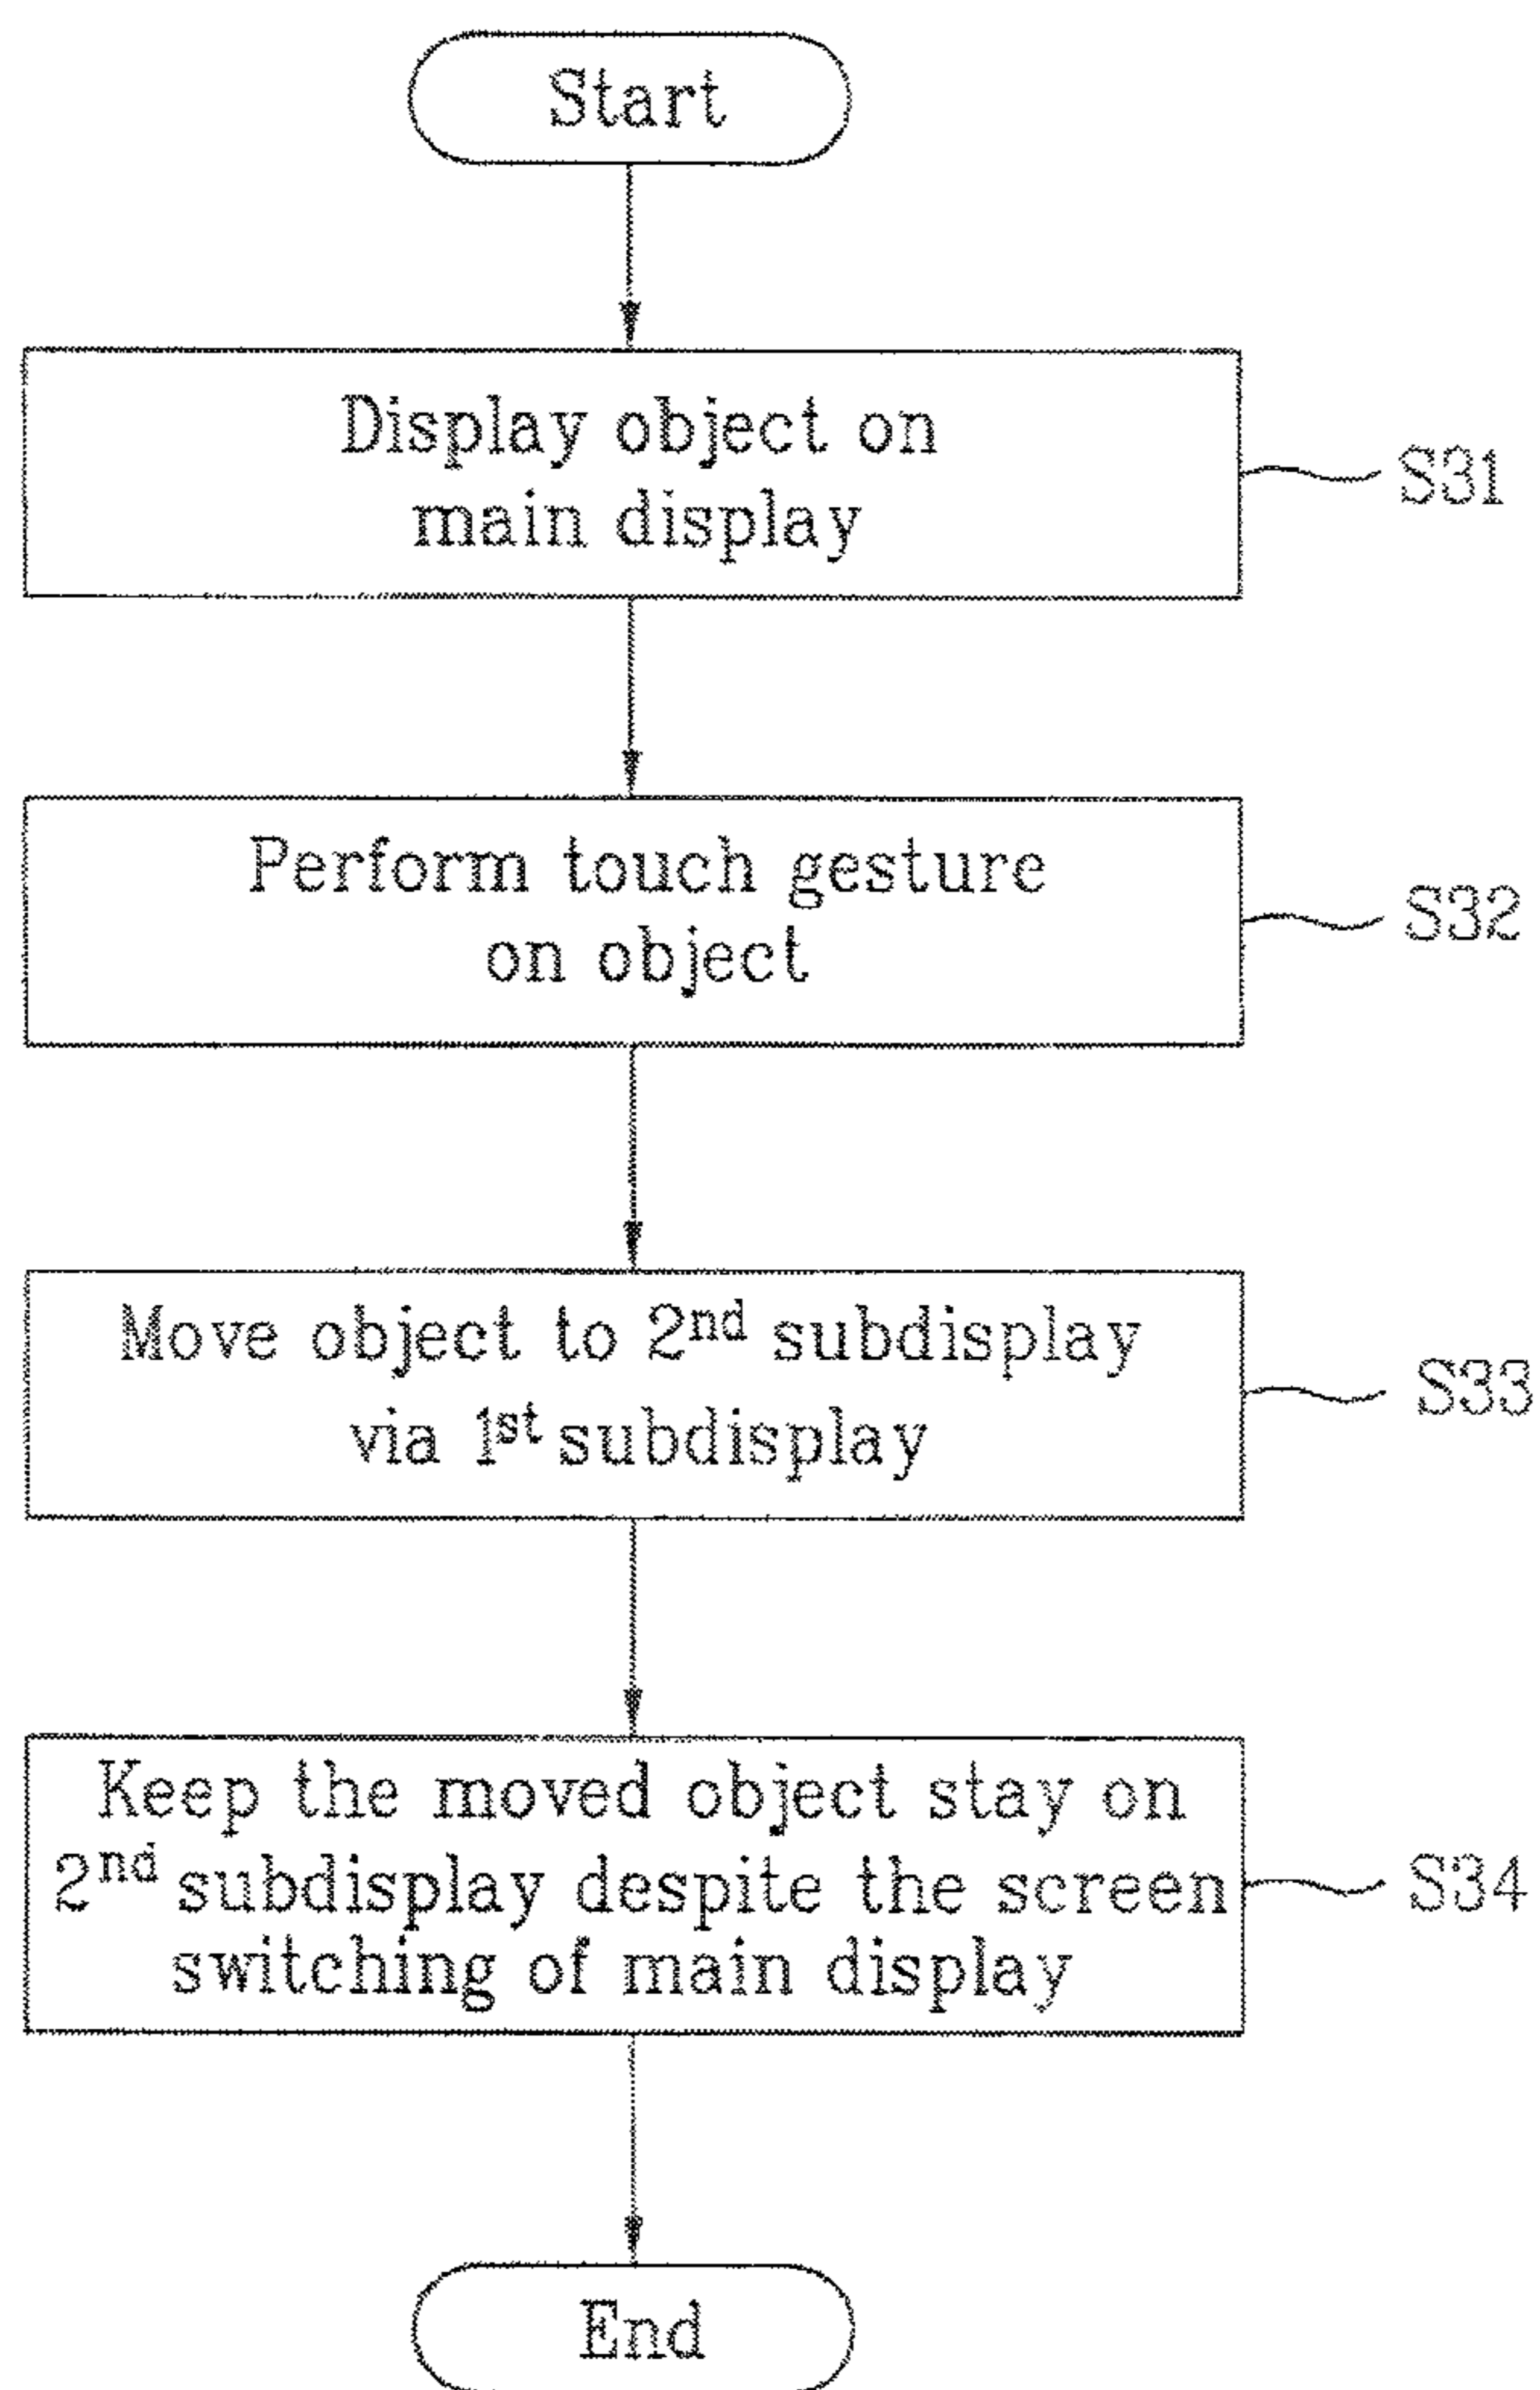 Start
Display object on
main display
S31
Perform touch gesture
on object
S32
Move object to 2nd subdisplay
via 1st subdisplay
S33
Keep the moved object stay on
2nd subdisplay despite the screen
switching of main display
S34
End